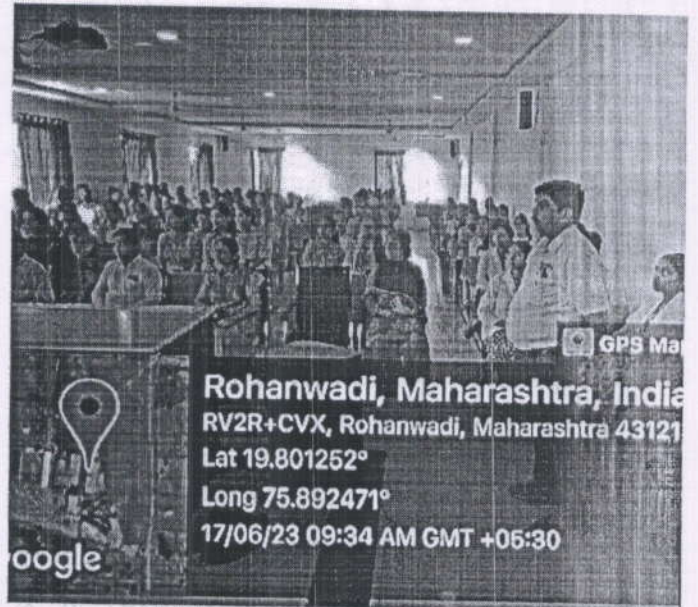 GPS Ma
Rohanwadi, Maharashtra, India
RV2R+CVX, Rohanwadi, Maharashtra 43121
Lat 19.801252°
Long 75.892471°
17/06/23 09:34 AM GMT +05:30
oogle